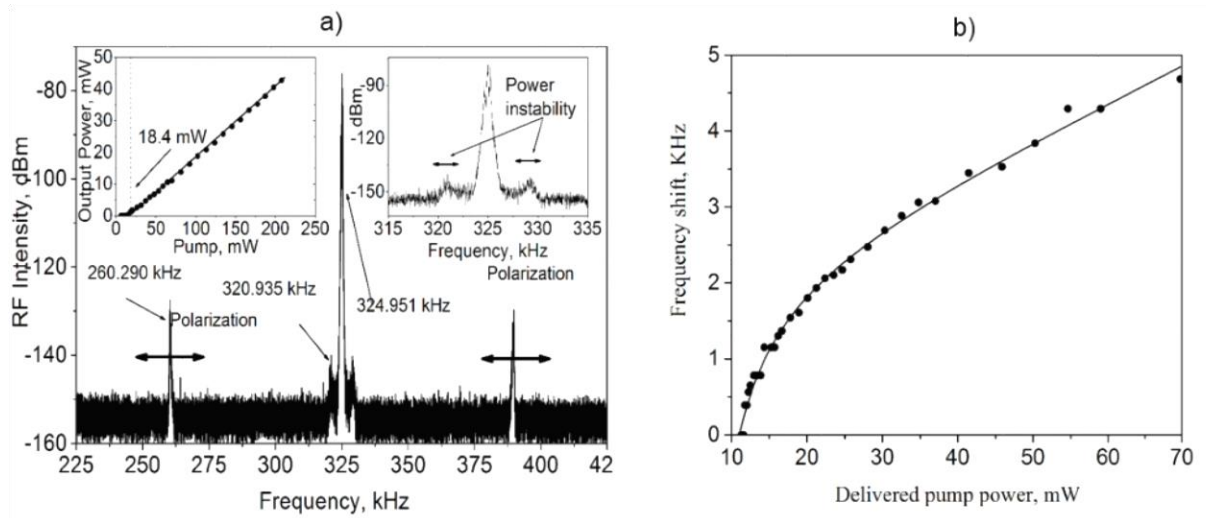 a)
b)
RF Intensity, dBm
-80
-100
-120
-140
-160
225
250
275
300
325
350
375
400
42
Frequency, kHz
Output Power, mW
50
40
30
20
10
0
18.4 mW
0
50
100
150
200
250
Pump, mW
dBm
-90
-120
-150
Power
instability
315
320
325
330
335
Frequency, kHz
260.290 kHz
Polarization
320.935 kHz
324.951 kHz
Polarization
Frequency shift, KHz
5
4
3
2
1
0
10
20
30
40
50
60
70
Delivered pump power, mW